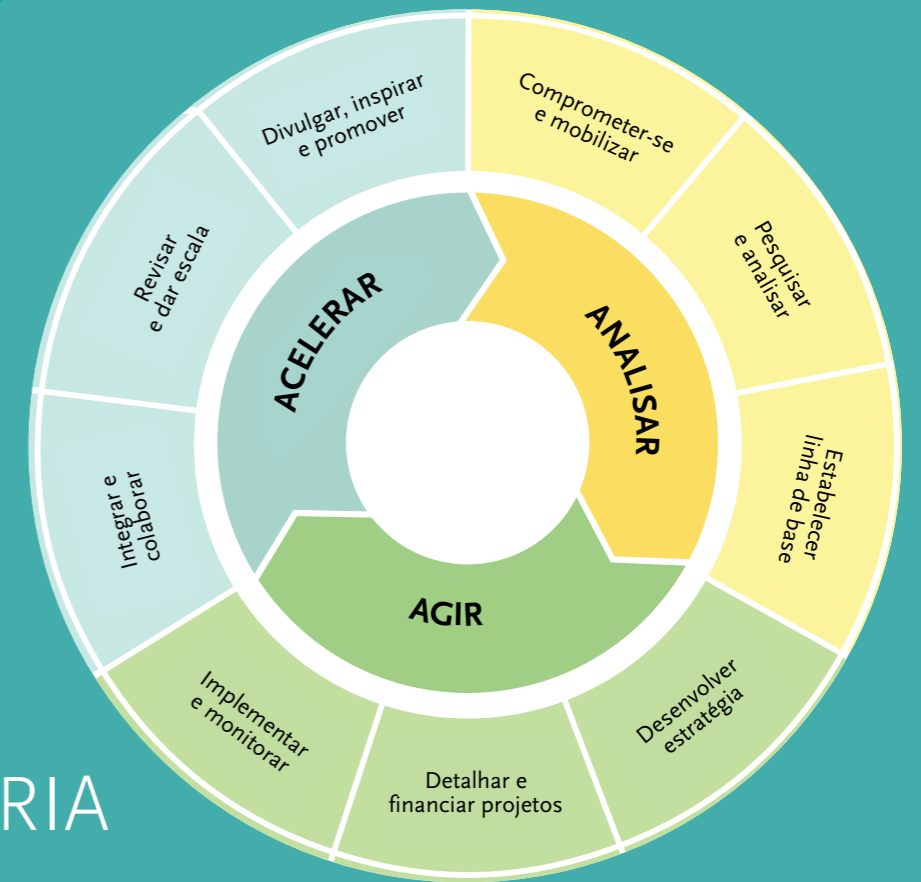 Comprometer-se
e mobilizar
Pesquisar
e analisar
Estabelecer
linha de base
Desenvolver
estratégia
Detalhar e
financiar projetos
Implementar
e monitorar
Integrar e
colaborar
Revisar
e dar escala
Divulgar, inspirar
e promover
ANALISAR
AGIR
ACELERAR
RIA